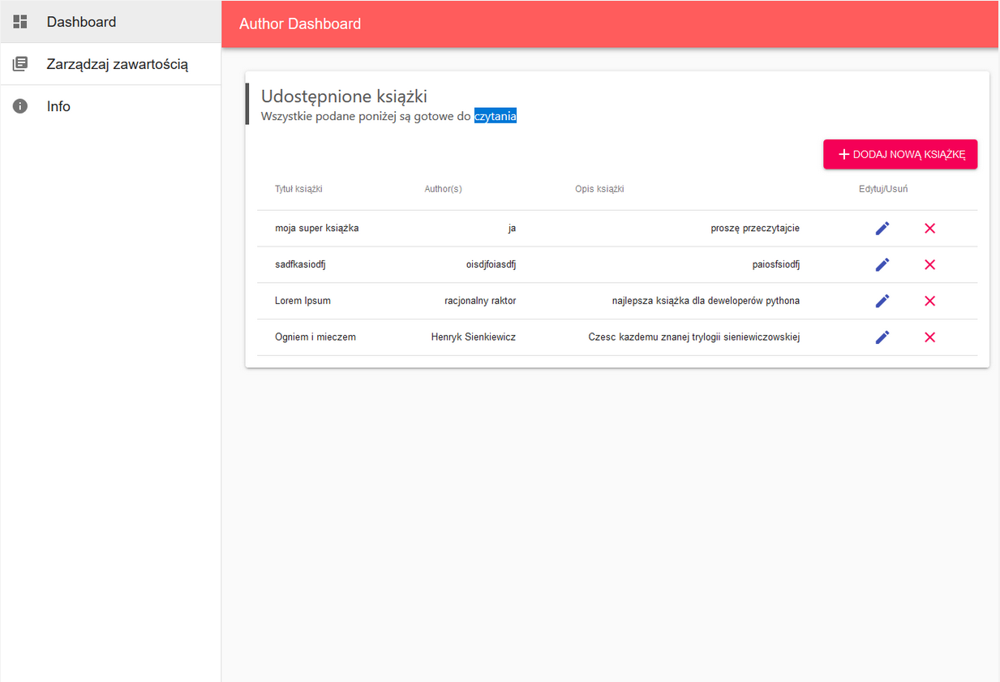 Dashboard
Author Dashboard
Zarządzaj zawartością
Info
Udostępnione książki
Wszystkie podane poniżej są gotowe do czytania
DODAJ NOWĄ KSIĄŻKĘ
Tytuł książki Author(s) Opis książki Edytuj/Usuń
moja super książka ja proszę przeczytajcie
sadfkasiodfj oisdjfoiasdfj paiosfsiodfj
Lorem Ipsum racjonalny raktor najlepsza książka dla deweloperów pythona
Ogniem i mieczem Henryk Sienkiewicz Czesc kazdemu znanej trylogii sieniewiczowskiej